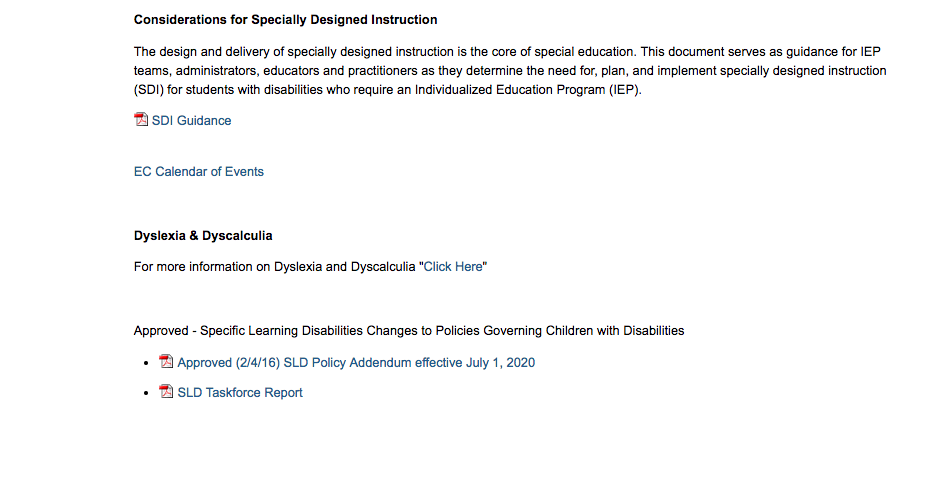 Considerations for Specially Designed Instruction
The design and delivery of specially designed instruction is the core of special education. This document serves as guidance for IEP
teams, administrators, educators and practitioners as they determine the need for, plan, and implement specially designed instruction
(SDI) for students with disabilities who require an Individualized Education Program (IEP).
SDI Guidance
EC Calendar of Events
Dyslexia & Dyscalculia
For more information on Dyslexia and Dyscalculia "Click Here"
Approved - Specific Learning Disabilities Changes to Policies Governing Children with Disabilities
• Approved (2/4/16) SLD Policy Addendum effective July 1, 2020
• SLD Taskforce Report